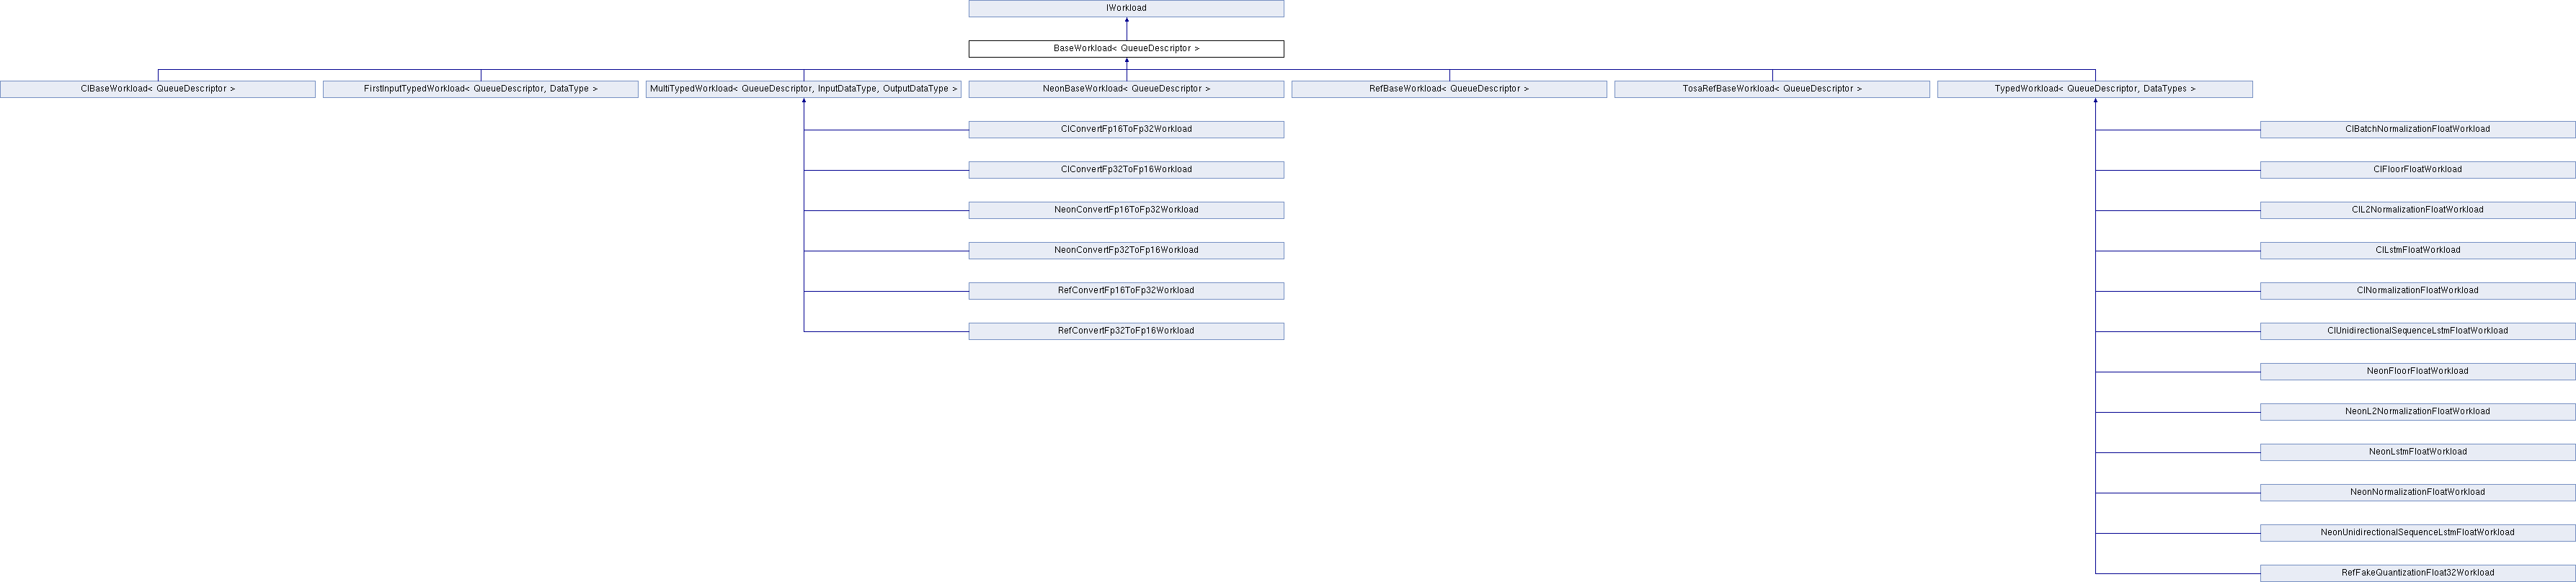 IWorkload
BaseWorkload< QueueDescriptor >
ClBaseWorkload< QueueDescriptor >
FirstInputTypedWorkload< QueueDescriptor, DataType >
MultiTypedWorkload< QueueDescriptor, InputDataType, OutputDataType >
NeonBaseWorkload< QueueDescriptor >
RefBaseWorkload< QueueDescriptor >
TosaRefBaseWorkload< QueueDescriptor >
TypedWorkload< QueueDescriptor, DataTypes >
ClConvertFp16ToFp32Workload
ClConvertFp32ToFp16Workload
NeonConvertFp16ToFp32Workload
NeonConvertFp32ToFp16Workload
RefConvertFp16ToFp32Workload
RefConvertFp32ToFp16Workload
ClBatchNormalizationFloatWorkload
ClFloorFloatWorkload
ClL2NormalizationFloatWorkload
ClLstmFloatWorkload
ClNormalizationFloatWorkload
ClUnidirectionalSequenceLstmFloatWorkload
NeonFloorFloatWorkload
NeonL2NormalizationFloatWorkload
NeonLstmFloatWorkload
NeonNormalizationFloatWorkload
NeonUnidirectionalSequenceLstmFloatWorkload
RefFakeQuantizationFloat32Workload